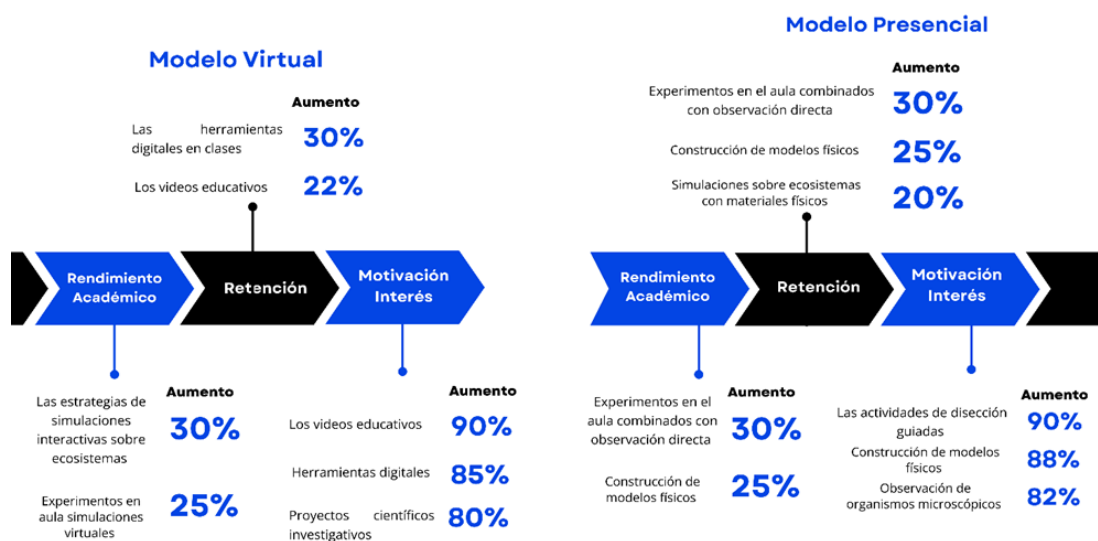 Modelo Virtual
Aumento
Las herramientas
digitales en clases
30%
Los videos educativos
22%
Rendimiento
Académico
Retención
Motivación
Interés
Aumento
Las estrategias de
simulaciones
interactivas sobre
ecosistemas
30%
Experimentos en
aula simulaciones
virtuales
25%
Aumento
Los videos educativos
90%
Herramientas digitales
85%
Proyectos científicos
investigativos
80%
Modelo Presencial
Aumento
Experimentos en el aula combinados
con observación directa
30%
Construcción de modelos físicos
25%
Simulaciones sobre ecosistemas
con materiales físicos
20%
Rendimiento
Académico
Retención
Motivación
Interés
Aumento
Experimentos en el
aula combinados con
observación directa
30%
Construcción de
modelos físicos
25%
Aumento
Las actividades de disección
guiadas
90%
Construcción de modelos
físicos
88%
Observación de
organismos microscópicos
82%